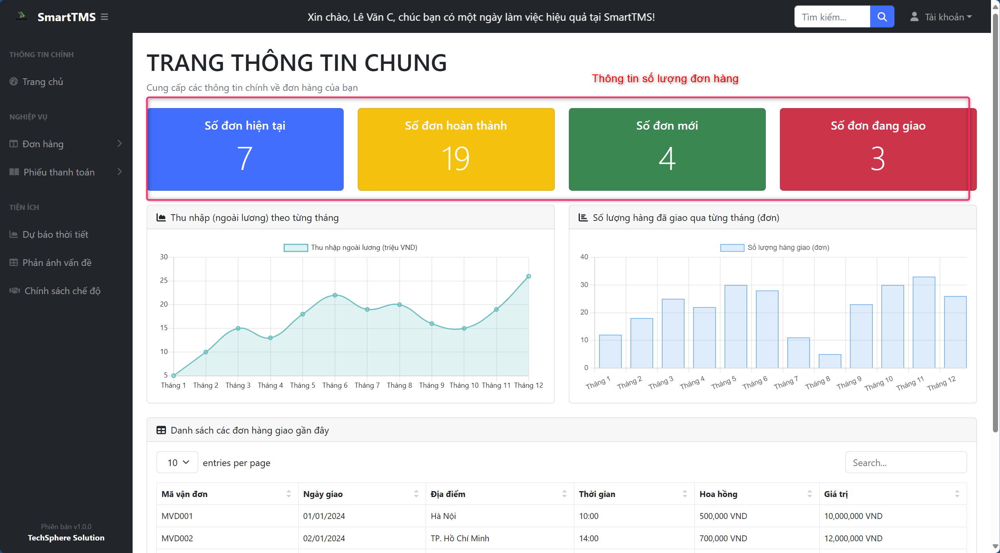 SmartTMS
Xin chào, Lê Văn C, chúc bạn có một ngày làm việc hiệu quả tại SmartTMS!
Tìm kiếm...
Tài khoản
THÔNG TIN CHÍNH
Trang chủ
NGHIỆP VỤ
Đơn hàng
Phiếu thanh toán
TIỆN ÍCH
Dự báo thời tiết
Phản ánh vấn đề
Chính sách chế độ
Phiên bản v1.0.0
TechSphere Solution
TRANG THÔNG TIN CHUNG
Cung cấp các thông tin chính về đơn hàng của bạn
Thông tin số lượng đơn hàng
Số đơn hiện tại
7
Số đơn hoàn thành
19
Số đơn mới
4
Số đơn đang giao
3
Thu nhập (ngoài lương) theo từng tháng
Thu nhập ngoài lương (triệu VND)
30
25
20
15
10
5
Tháng 1 Tháng 2 Tháng 3 Tháng 4 Tháng 5 Tháng 6 Tháng 7 Tháng 8 Tháng 9 Tháng 10 Tháng 11 Tháng 12
Số lượng hàng đã giao qua từng tháng (đơn)
Số lượng hàng giao (đơn)
40
30
20
10
0
Tháng 1 Tháng 2 Tháng 3 Tháng 4 Tháng 5 Tháng 6 Tháng 7 Tháng 8 Tháng 9 Tháng 10 Tháng 11 Tháng 12
Danh sách các đơn hàng giao gần đây
10 entries per page
Search...
Mã vận đơn Ngày giao Địa điểm Thời gian Hoa hồng Giá trị
MVD001 01/01/2024 Hà Nội 10:00 500,000 VND 10,000,000 VND
MVD002 02/01/2024 TP. Hồ Chí Minh 14:00 700,000 VND 12,000,000 VND